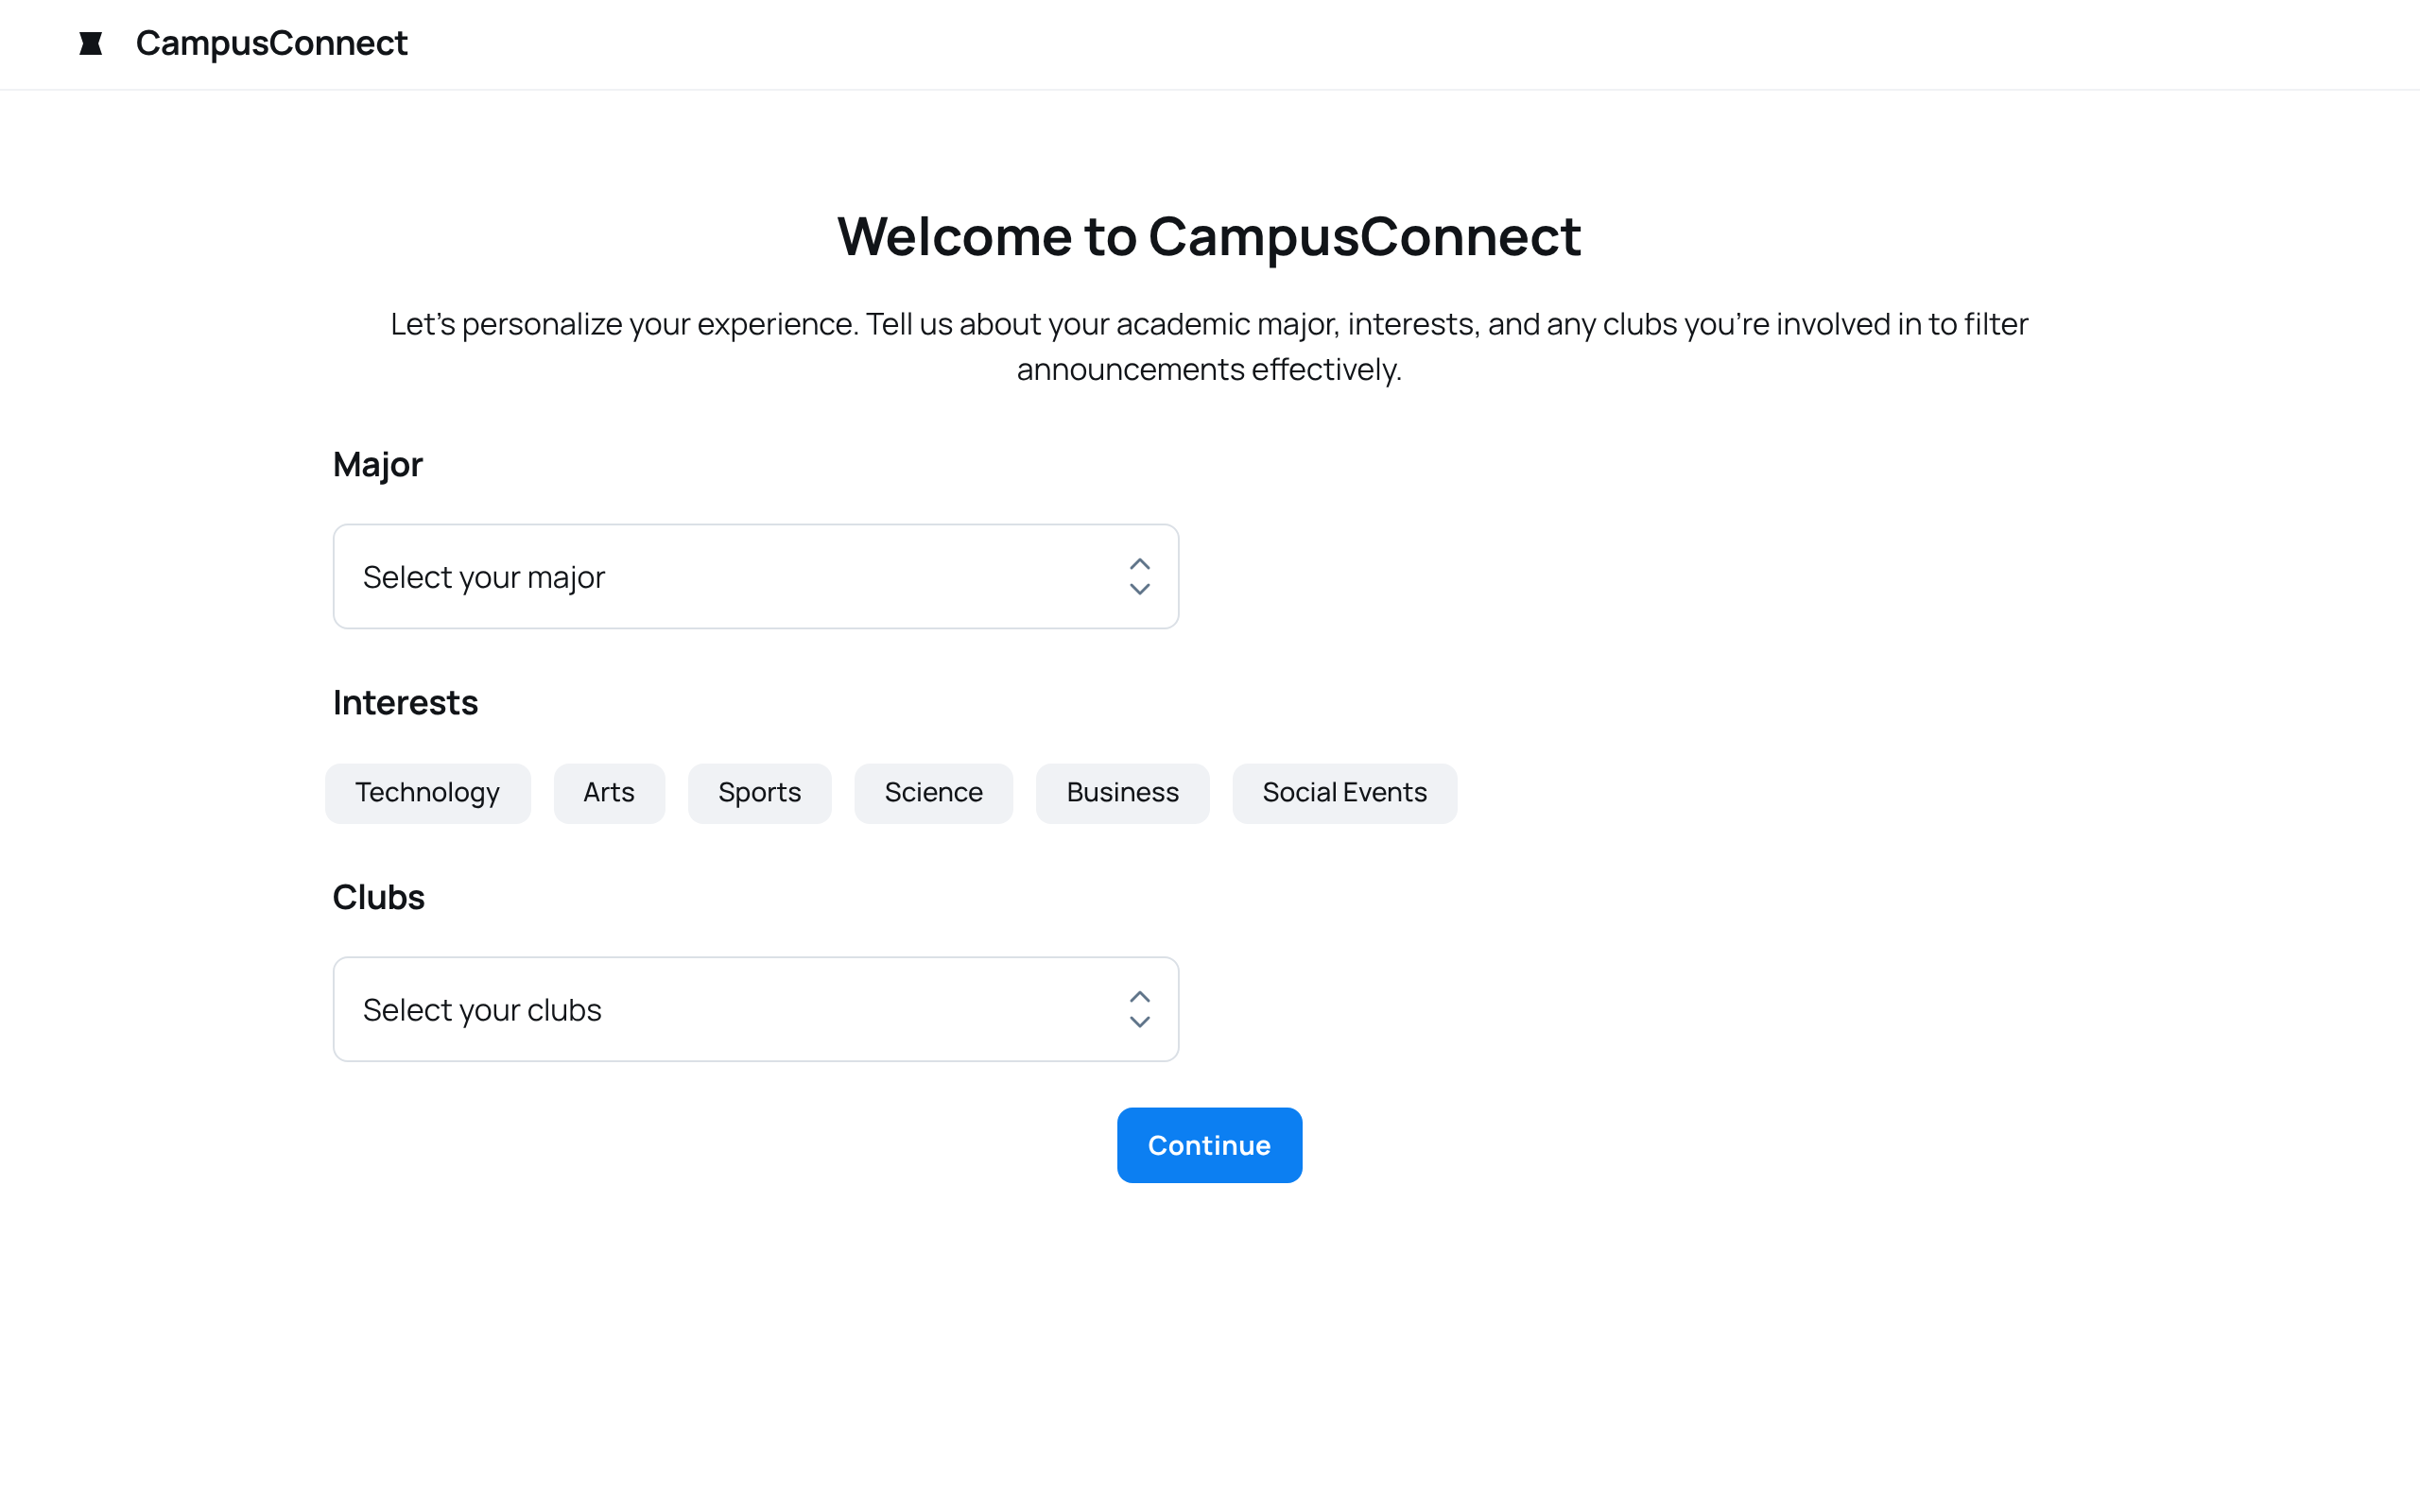 CampusConnect
Welcome to CampusConnect
Let's personalize your experience. Tell us about your academic major, interests, and any clubs you're involved in to filter
announcements effectively.
Major
Select your major
Interests
Technology Arts Sports Science Business Social Events
Clubs
Select your clubs
Continue